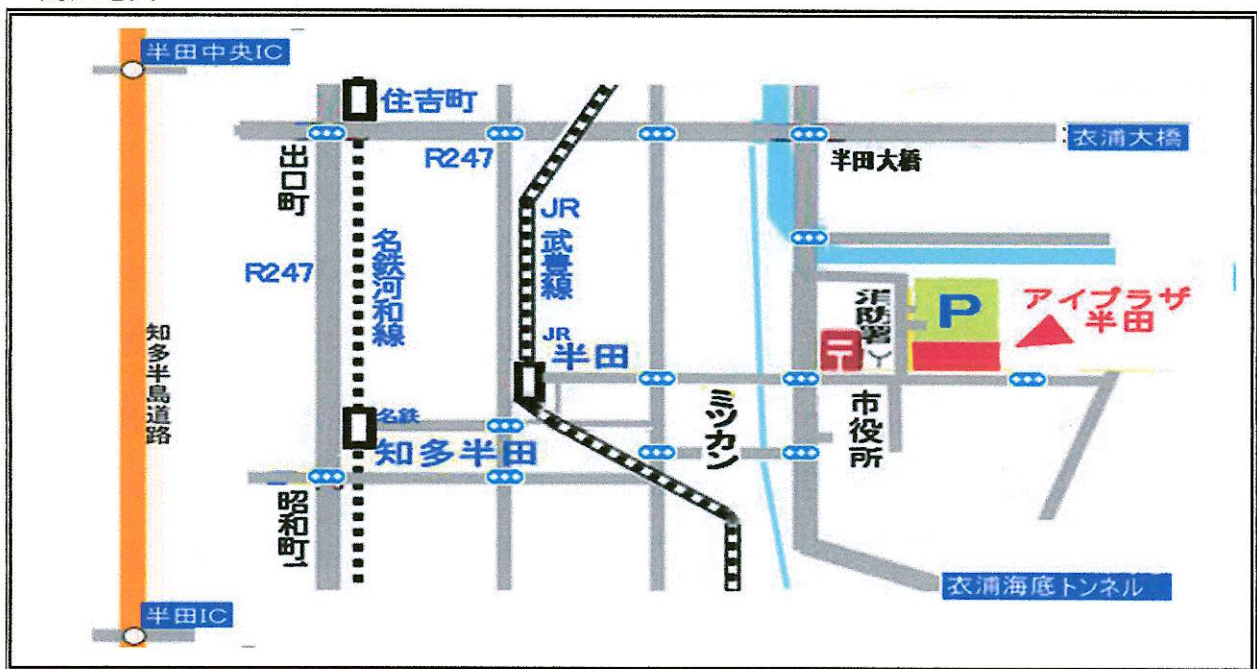 半田中央IC
住吉町
衣浦大橋
出口町
R247
半田大橋
JR
武豊線
名鉄河和線
R247
消防署
P
アイプラザ
半田
知多半島道路
JR
半田
〒
ミツカン
市役所
名鉄
知多半田
昭和町1
衣浦海底トンネル
半田IC